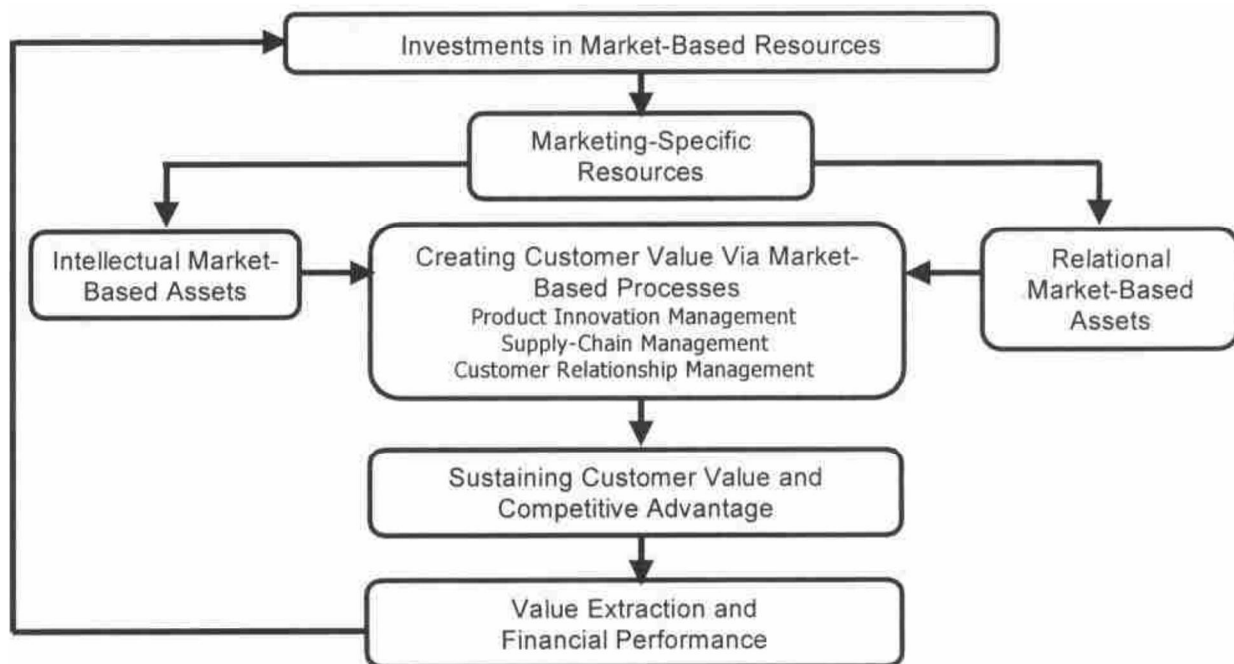 Investments in Market-Based Resources
Marketing-Specific
Resources
Intellectual Market-
Based Assets
Creating Customer Value Via Market-
Based Processes
Product Innovation Management
Supply-Chain Management
Customer Relationship Management
Relational
Market-Based
Assets
Sustaining Customer Value and
Competitive Advantage
Value Extraction and
Financial Performance